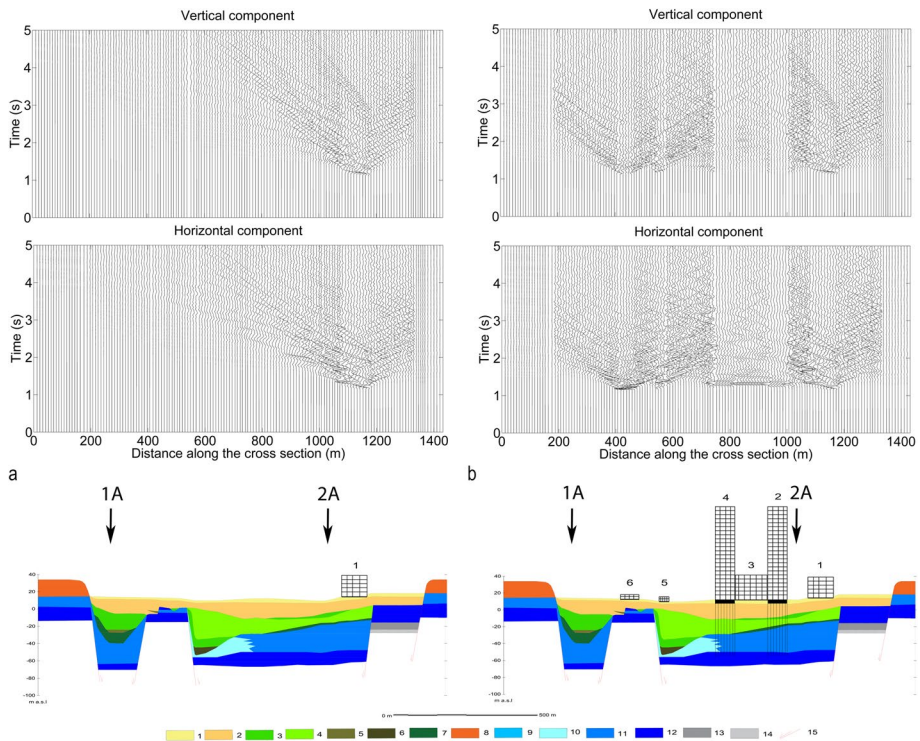 Vertical component
Vertical component
5
4
3
2
1
0
Time (s)
5
4
3
2
1
0
Time (s)
Horizontal component
Horizontal component
5
4
3
2
1
0
Time (s)
0 200 400 600 800 1000 1200 1400
Distance along the cross section (m)
5
4
3
2
1
0
Time (s)
0 200 400 600 800 1000 1200 1400
Distance along the cross section (m)
a
b
1A 2A
1
40
20
0
-20
-40
-60
-80
-100
m a.s.l
1A 2A
4 2
3
1
6 5
40
20
0
-20
-40
-60
-80
-100
m a.s.l
0 m 500 m
1 2 3 4 5 6 7 8 9 10 11 12 13 14 15